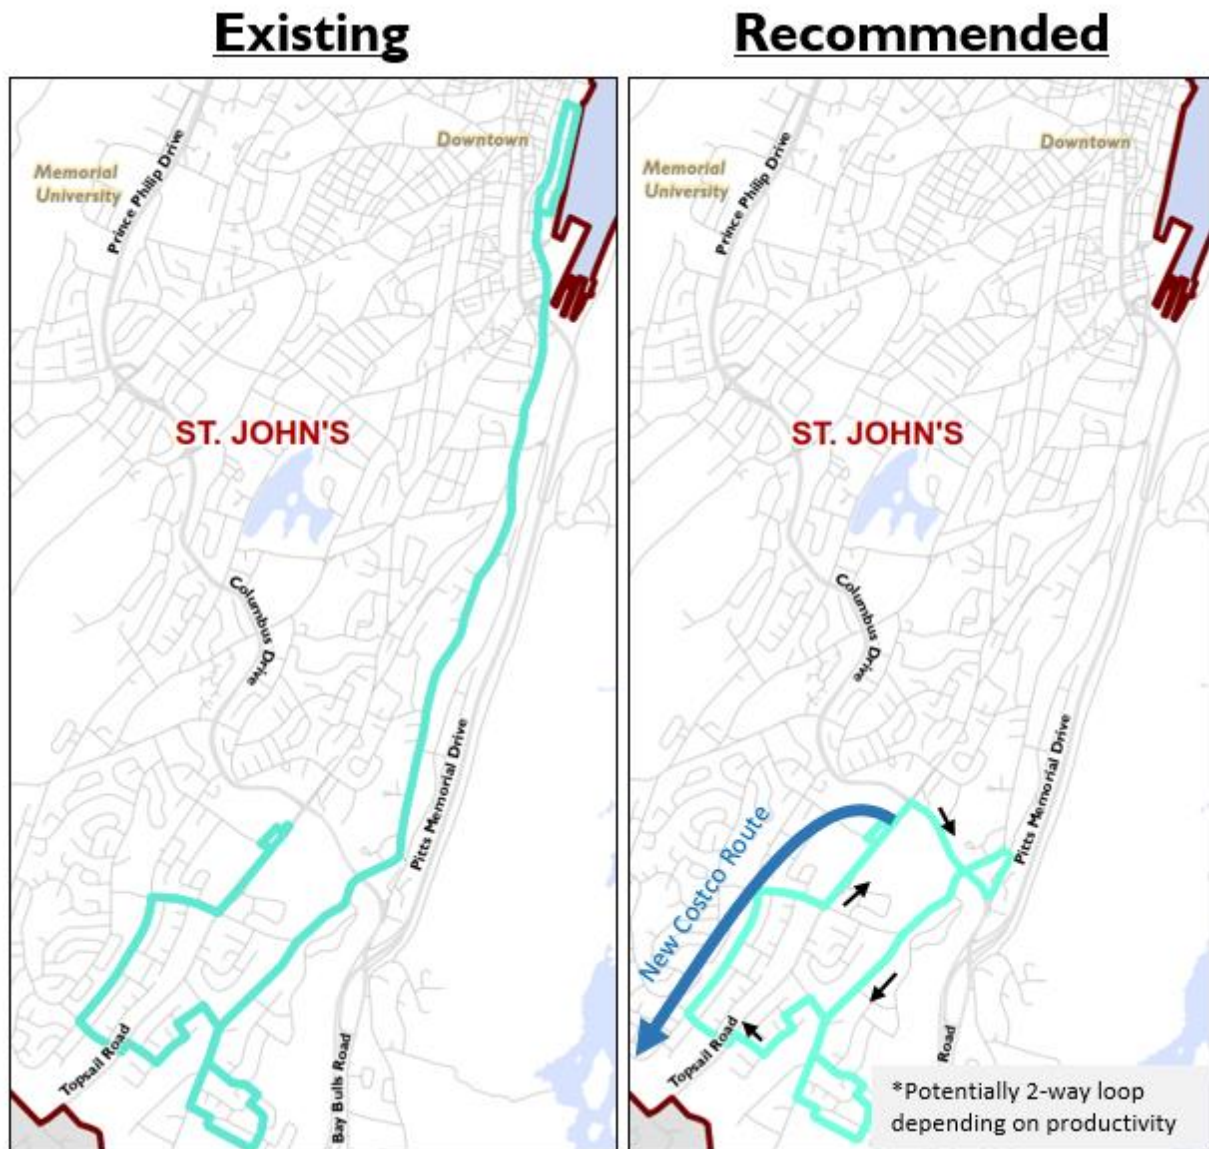 Existing
Recommended
Downtown
Memorial
University
Prince Philip Drive
ST. JOHN'S
Columbus
Drive
Pitts Memorial Drive
Topsail Road
Bay Bulls Road
Downtown
Memorial
University
Prince Philip Drive
ST. JOHN'S
Columbus
Drive
Pitts Memorial Drive
New Costco Route
Topsail Road
Road
*Potentially 2-way loop
depending on productivity